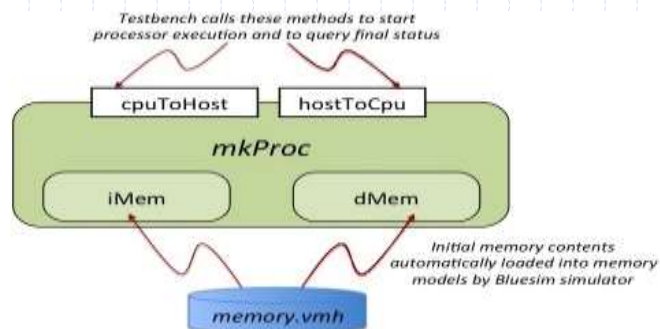 Testbench calls these methods to start
processor execution and to query final status
cpuToHost
hostToCpu
mkProc
iMem
dMem
Initial memory contents
automatically loaded into memory
models by Bluesim simulator
memory.vmh